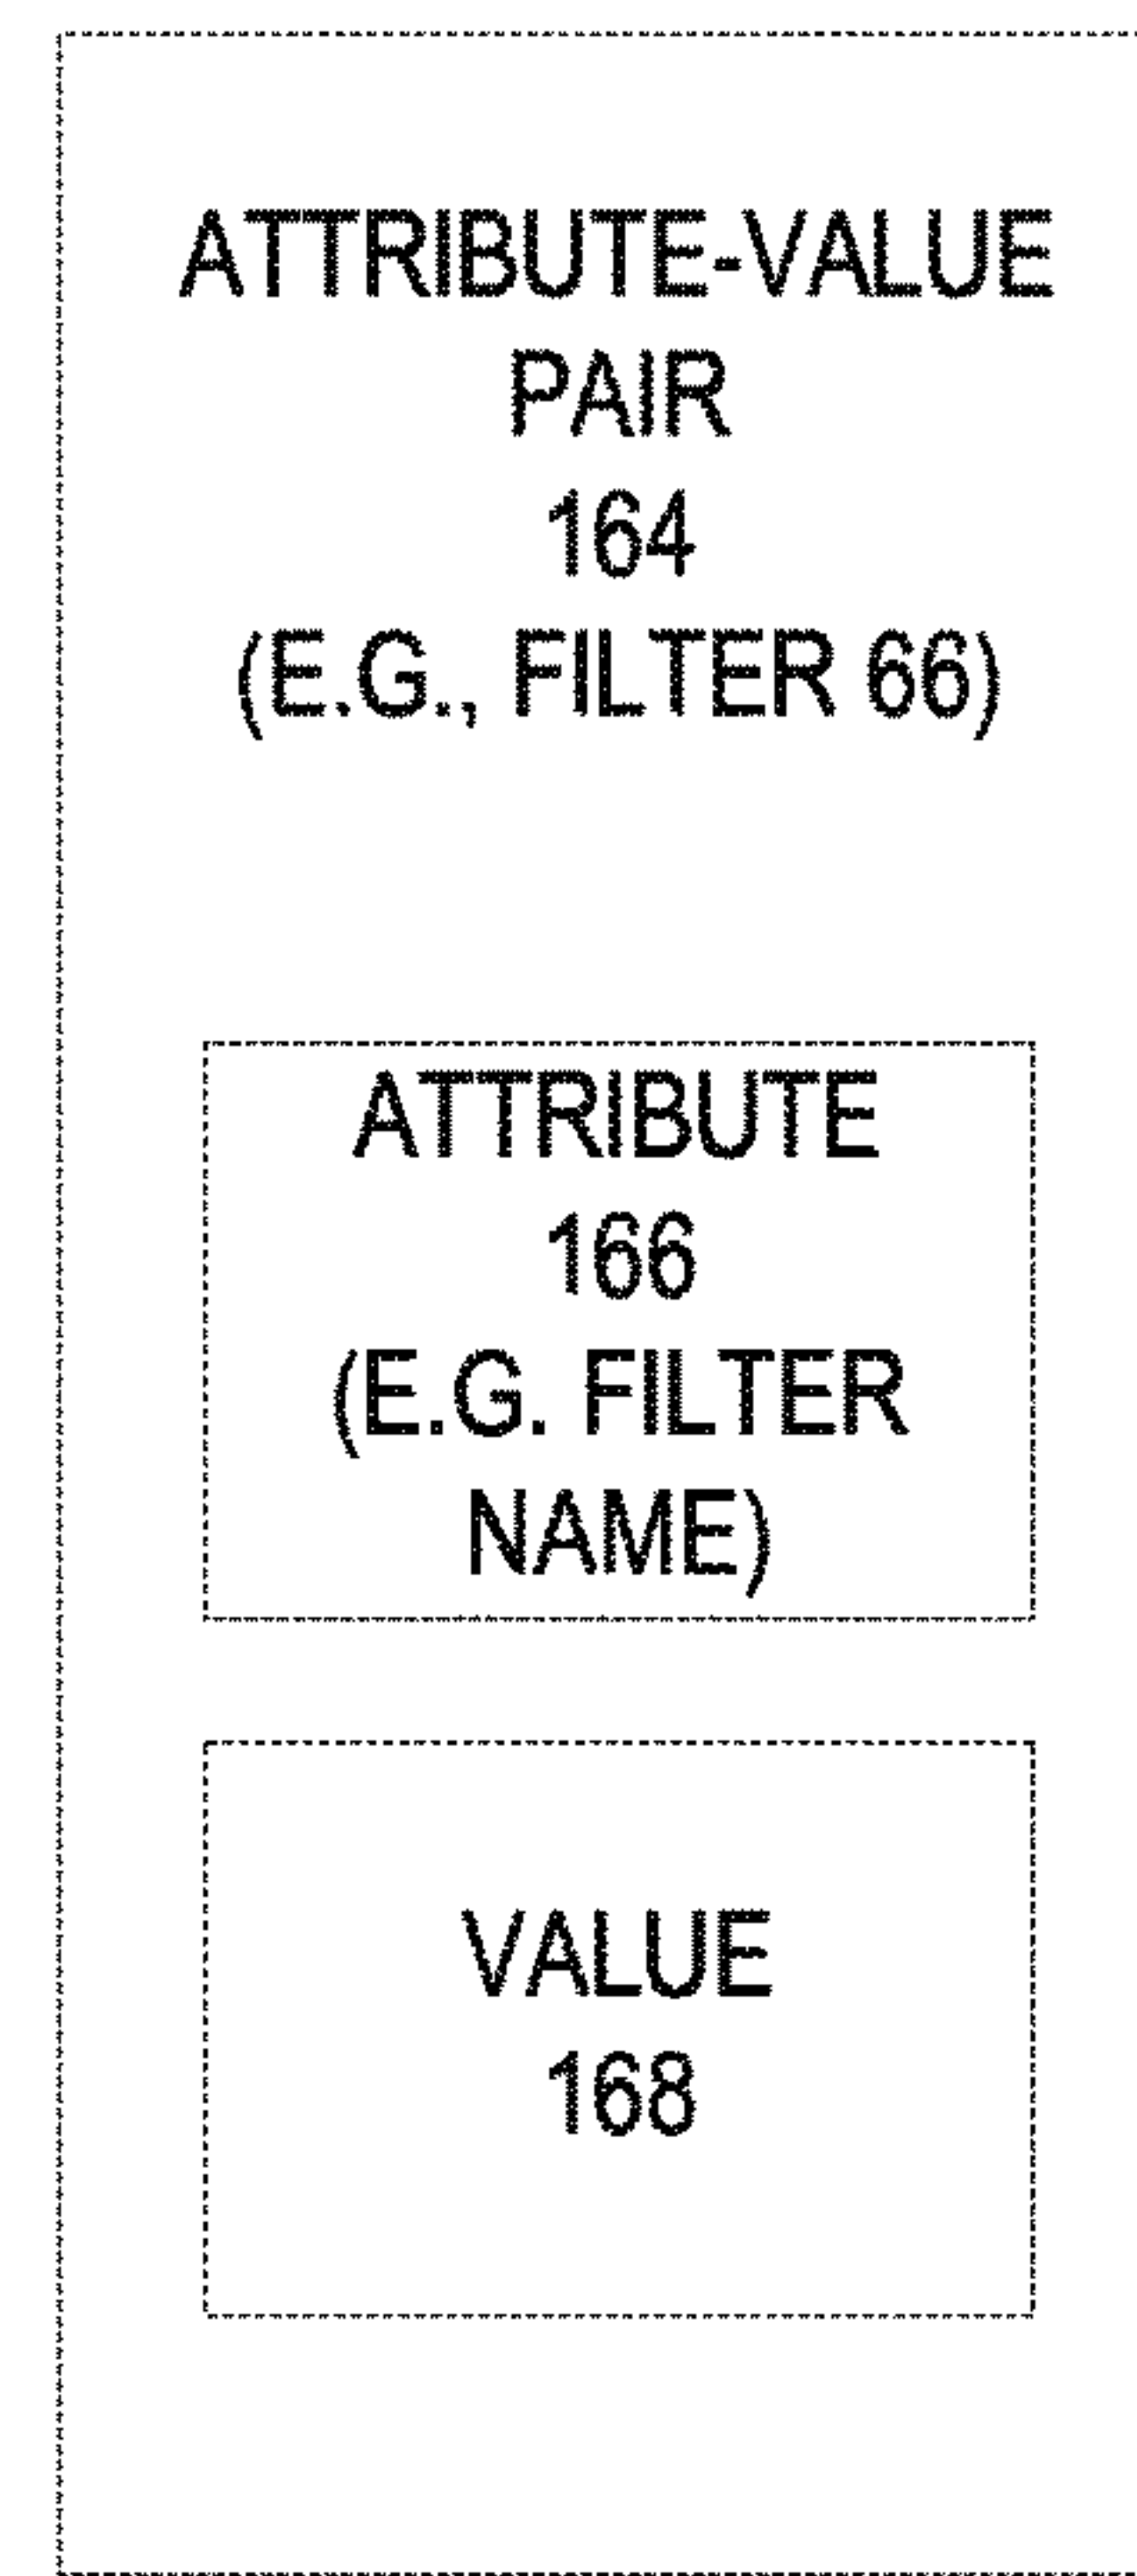 ATTRIBUTE-VALUE
PAIR
164
(E.G., FILTER 66)
ATTRIBUTE
166
(E.G. FILTER
NAME)
VALUE
168